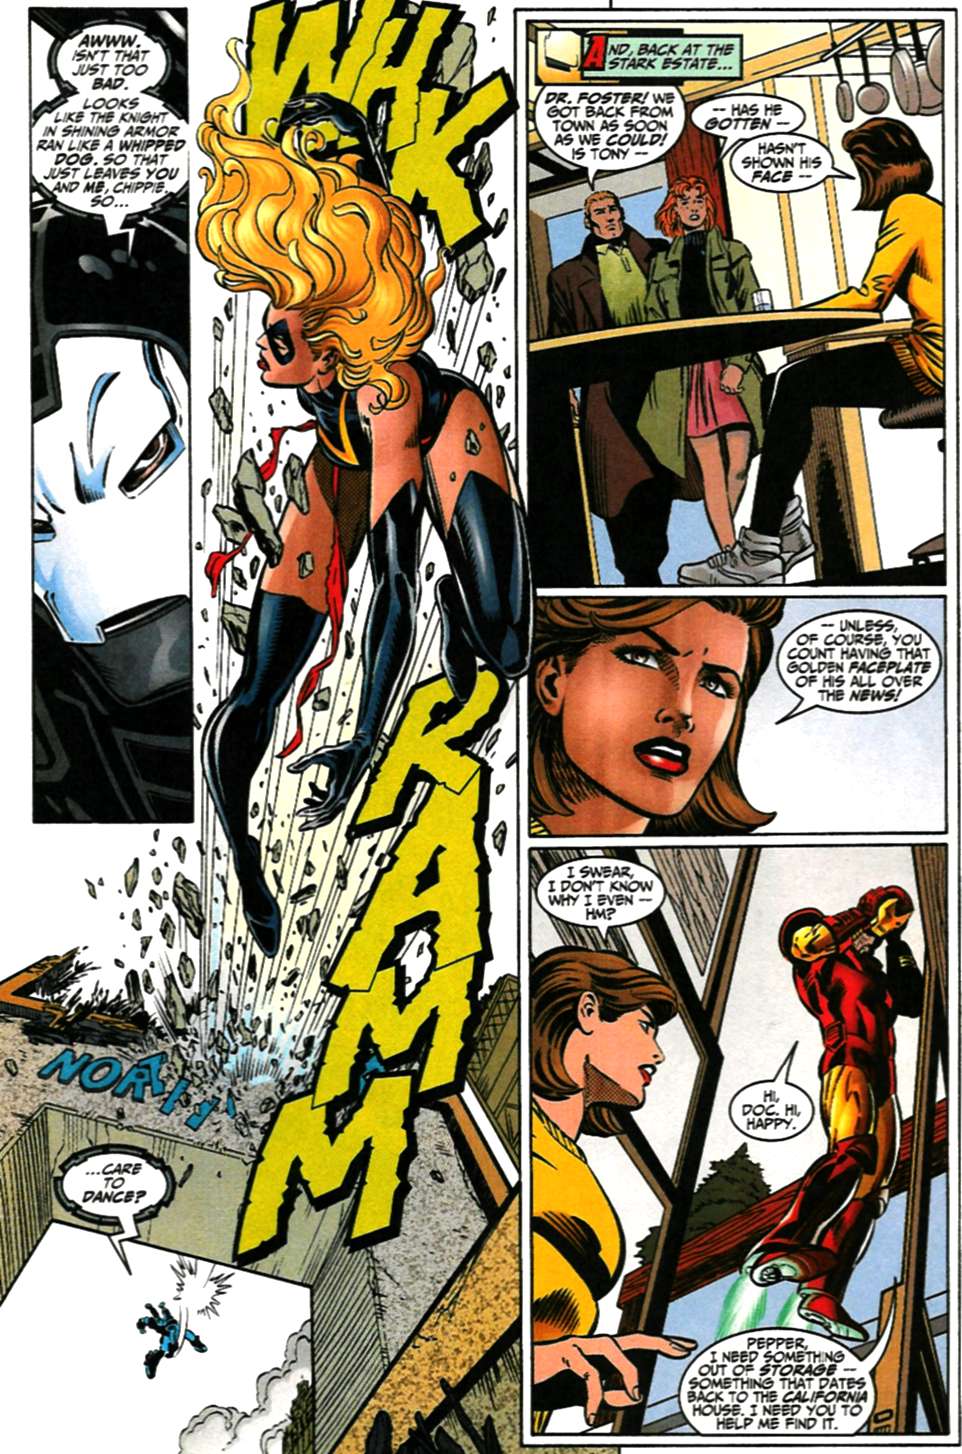 AWWW.
ISN'T THAT
JUST TOO
BAD.
LOOKS
LIKE THE KNIGHT
IN SHINING ARMOR
RAN LIKE A WHIPPED
DOG. SO THAT
JUST LEAVES YOU
AND ME, CHIPPIE.
SO...
WHK
RAMM
...CARE
TO
DANCE?
AND, BACK AT THE
STARK ESTATE...
DR. FOSTER! WE
GOT BACK FROM
TOWN AS SOON
AS WE COULD!
IS TONY --
-- HAS HE
GOTTEN --
HASN'T
SHOWN HIS
FACE --
-- UNLESS,
OF COURSE, YOU
COUNT HAVING THAT
GOLDEN FACEPLATE
OF HIS ALL OVER
THE NEWS!
I SWEAR,
I DON'T KNOW
WHY I EVEN --
HM?
HI,
DOC. HI,
HAPPY.
PEPPER,
I NEED SOMETHING
OUT OF STORAGE --
SOMETHING THAT DATES
BACK TO THE CALIFORNIA
HOUSE. I NEED YOU TO
HELP ME FIND IT.